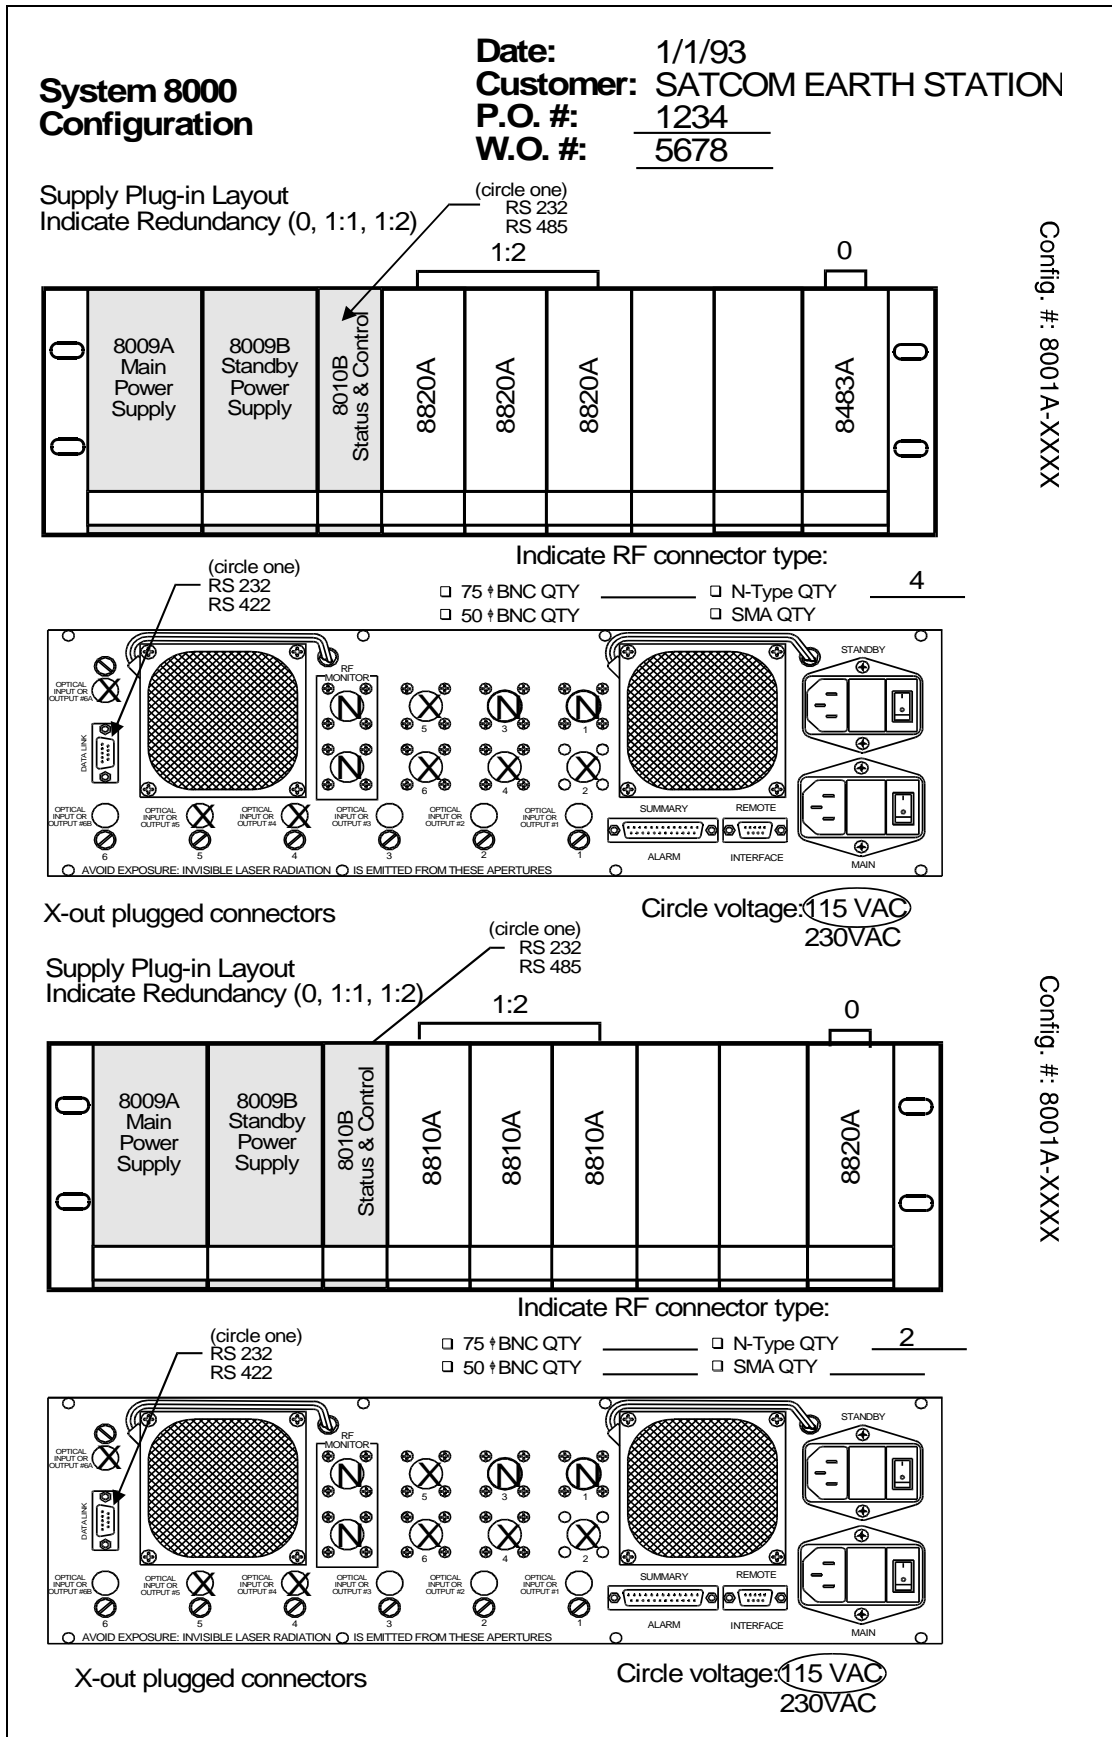 System 8000
Configuration
Date: 1/1/93
Customer: SATCOM EARTH STATION
P.O. #: 1234
W.O. #: 5678
Supply Plug-in Layout
Indicate Redundancy (0, 1:1, 1:2)
(circle one)
RS 232
RS 485
1:2
0
Config. #: 8001A-XXXX
8009A
Main
Power
Supply
8009B
Standby
Power
Supply
8010B
Status & Control
8820A
8820A
8820A
8483A
Indicate RF connector type:
(circle one)
RS 232
RS 422
75 BNC QTY
N-Type QTY 4
50 BNC QTY
SMA QTY
OPTICAL
INPUT OR
OUTPUT #6A
X
DATA LINK
RF
MONITOR
N
N
X
5
N
3
N
1
X
6
X
4
X
2
STANDBY
OPTICAL
INPUT OR
OUTPUT #6B
6
OPTICAL
INPUT OR
OUTPUT #5
X
5
OPTICAL
INPUT OR
OUTPUT #4
X
4
OPTICAL
INPUT OR
OUTPUT #3
3
OPTICAL
INPUT OR
OUTPUT #2
2
OPTICAL
INPUT OR
OUTPUT #1
1
SUMMARY
ALARM
REMOTE
INTERFACE
MAIN
AVOID EXPOSURE: INVISIBLE LASER RADIATION IS EMITTED FROM THESE APERTURES
X-out plugged connectors
Circle voltage: 115 VAC
230VAC
Supply Plug-in Layout
Indicate Redundancy (0, 1:1, 1:2)
(circle one)
RS 232
RS 485
1:2
0
Config. #: 8001A-XXXX
8009A
Main
Power
Supply
8009B
Standby
Power
Supply
8010B
Status & Control
8810A
8810A
8810A
8820A
Indicate RF connector type:
(circle one)
RS 232
RS 422
75 BNC QTY
N-Type QTY 2
50 BNC QTY
SMA QTY
OPTICAL
INPUT OR
OUTPUT #6A
X
DATA LINK
RF
MONITOR
N
N
X
5
N
3
N
1
X
6
X
4
X
2
STANDBY
OPTICAL
INPUT OR
OUTPUT #6B
6
OPTICAL
INPUT OR
OUTPUT #5
X
5
OPTICAL
INPUT OR
OUTPUT #4
X
4
OPTICAL
INPUT OR
OUTPUT #3
3
OPTICAL
INPUT OR
OUTPUT #2
2
OPTICAL
INPUT OR
OUTPUT #1
1
SUMMARY
ALARM
REMOTE
INTERFACE
MAIN
AVOID EXPOSURE: INVISIBLE LASER RADIATION IS EMITTED FROM THESE APERTURES
X-out plugged connectors
Circle voltage: 115 VAC
230VAC